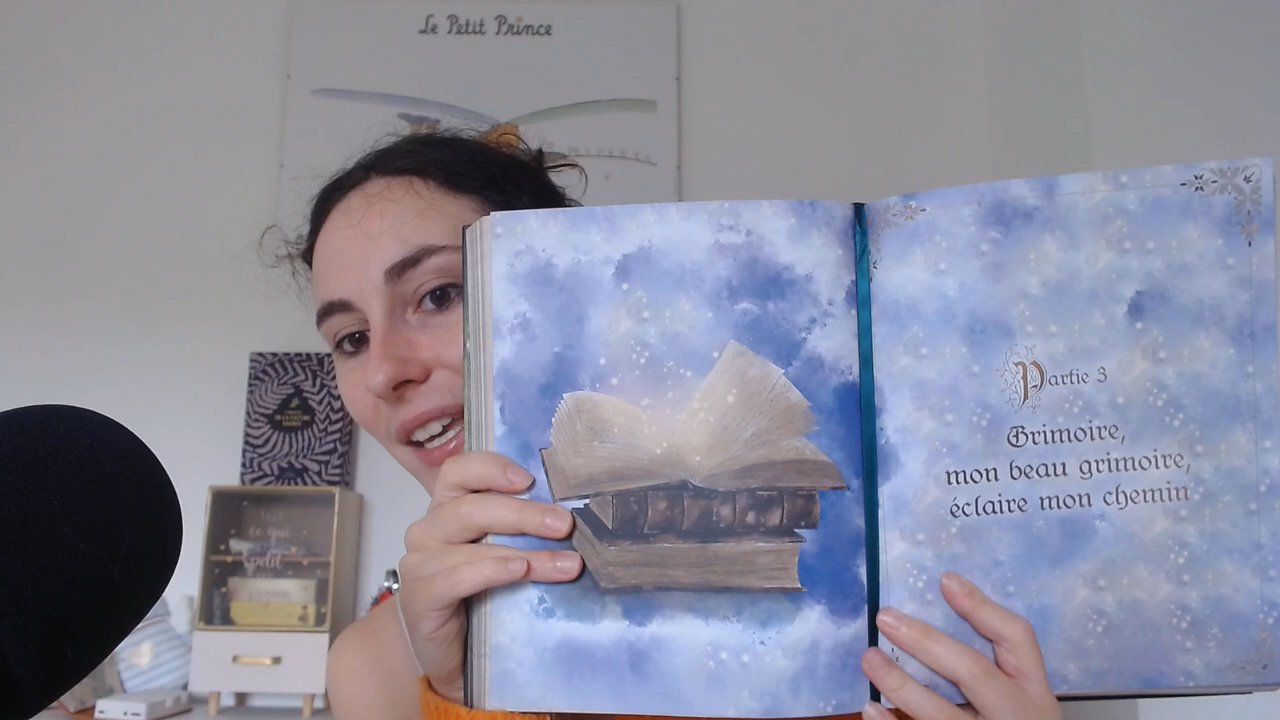 Le Petit Prince
Partie 3
Grimoire,
mon beau grimoire,
éclaire mon chemin